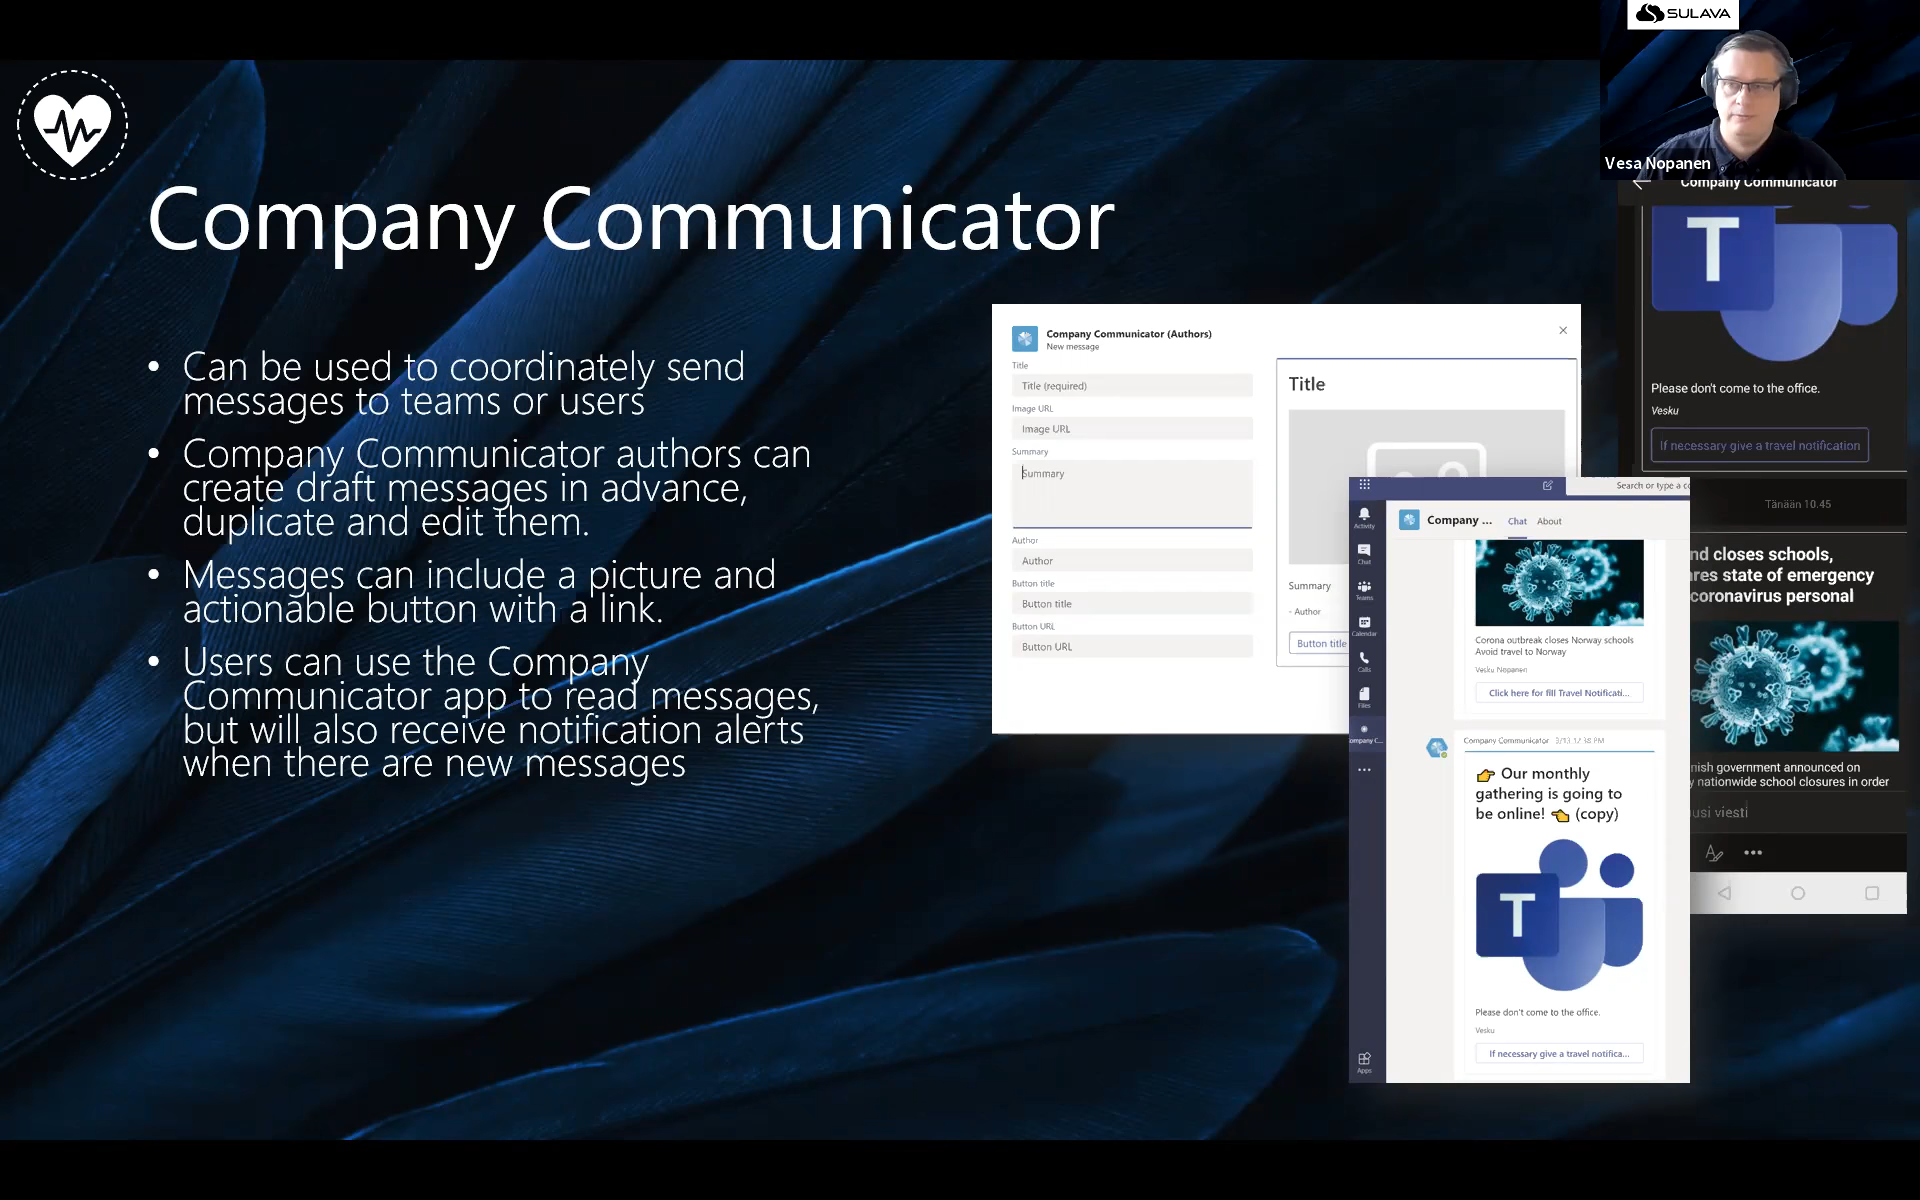 SULAVA
Vesa Nopanen
Company Communicator
Can be used to coordinately send
messages to teams or users
Company Communicator authors can
create draft messages in advance,
duplicate and edit them.
Messages can include a picture and
actionable button with a link.
Users can use the Company
Communicator app to read messages,
but will also receive notification alerts
when there are new messages
Company Communicator (Authors)
New message
Title
Title (required)
Image URL
Image URL
Summary
Summary
Author
Author
Button title
Button title
Button URL
Button URL
Title
Summary
- Author
Button title
Search or type a co
Activity
Chat
Teams
Calendar
Calls
Files
ompany C...
Apps
Company ...
Chat
About
Corona outbreak closes Norway schools
Avoid travel to Norway
Vesku Nopanen
Click here for fill Travel Notificati...
Company Communicator
👉 Our monthly
gathering is going to
be online! 👈 (copy)
T
Please don't come to the office.
Vesku
If necessary give a travel notifica...
Company Communicator
T
Please don't come to the office.
Vesku
If necessary give a travel notification
Tänään 10.45
nd closes schools,
res state of emergency
coronavirus personal
nish government announced on
y nationwide school closures in order
usi viesti